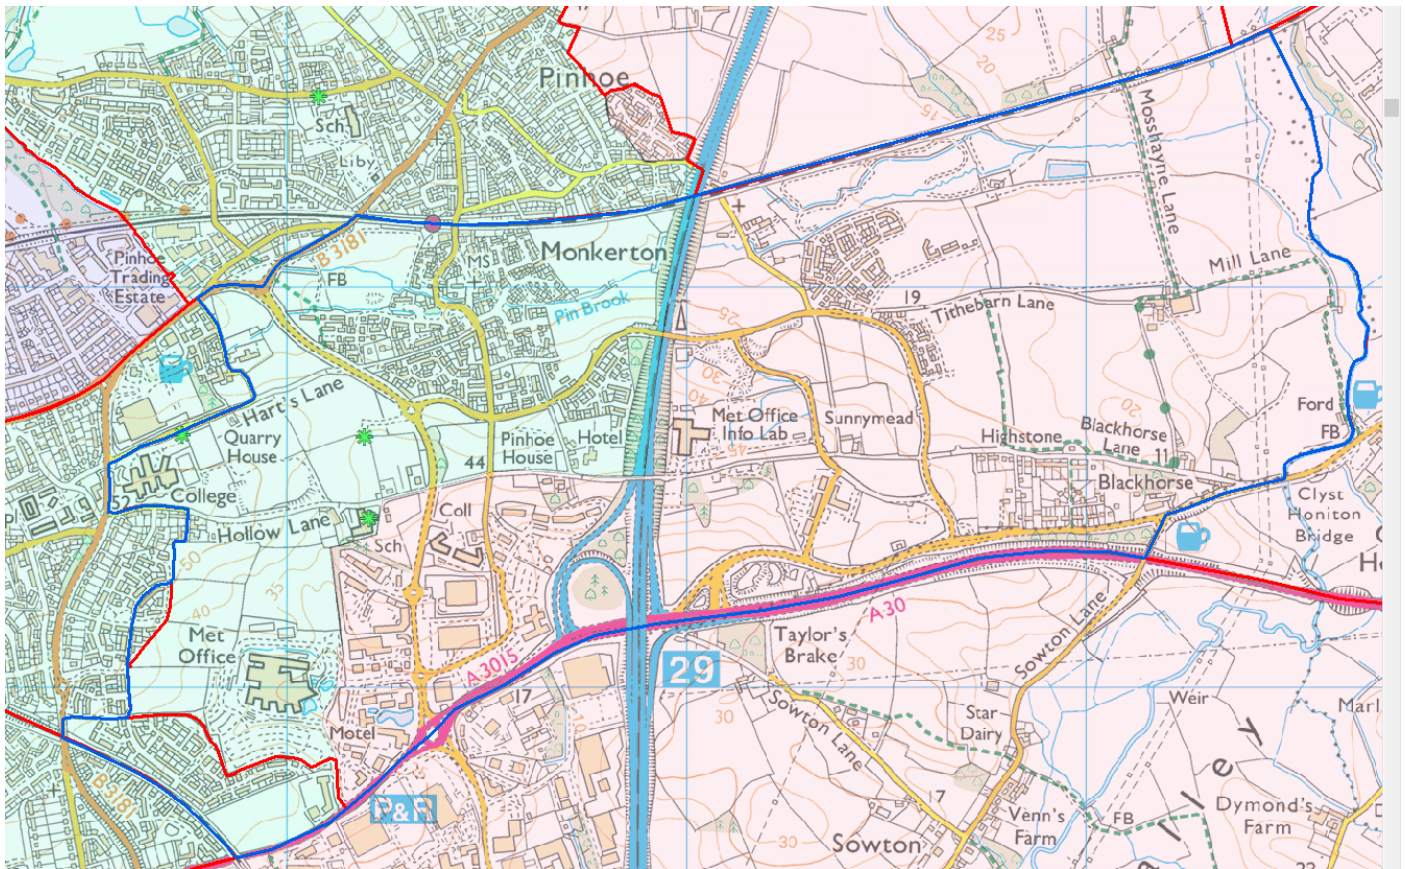 Pinhoe
25
20
15
Sch
Liby
Mosshayne Lane
B 3181
Pinhoe
Trading
Estate
FB
MS
Monkerton
Mill Lane
Pin Brook
19
Tithebarn Lane
25
30
40
45
Hart's Lane
Quarry
House
Pinhoe
House
Hotel
44
Met Office
Info Lab
Sunnymead
20
Highstone
Blackhorse
Lane
11
Blackhorse
Ford
FB
52
College
Hollow Lane
Coll
Sch
Clyst
Honiton
Bridge
50
40
35
Met
Office
A 3015
A 30
29
Taylor's
Brake
30
Sowton Lane
Weir
Marl
17
30
Sowton Lane
Star
Dairy
Motel
10
B 3181
P&R
17
Sowton
30
Venn's
Farm
FB
Dymond's
Farm
alley